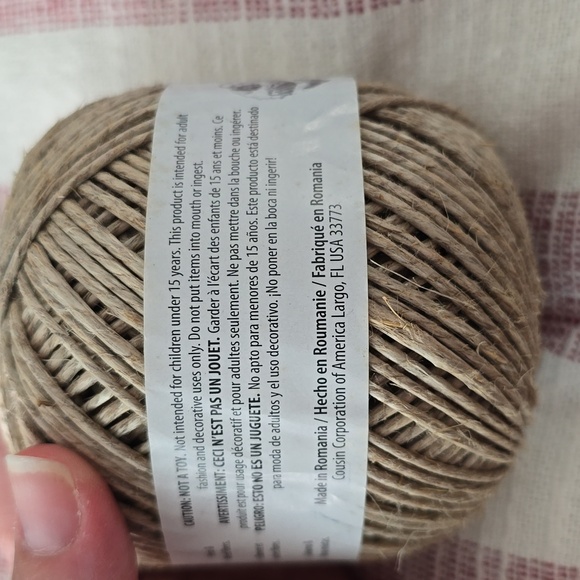 CAUTION: NOT A TOY. Not intended for children under 15 years. This product is intended for adult
fashion and decorative uses only. Do not put items into mouth or ingest.
AVERTISSMENT: CECI N'EST PAS UN JOUET. Garder a l'écart des enfants de 15 ans et moins. Ce
produit est pour usage décoratif et pour adultes seulement. Ne pas mettre dans la bouche ou ingérer.
PELIGRO: ESTO NO ES UN JUGUETE. No apto para menores de 15 años. Este producto está destinado
para moda de adultos y el uso decorativo. ¡No poner en la boca ni ingerir!
Made in Romania / Hecho en Roumanie / Fabriqué en Romania
Cousin Corporation of America Largo, FL USA 33773